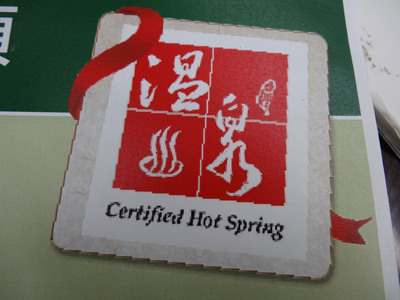 溫泉
Certified Hot Spring